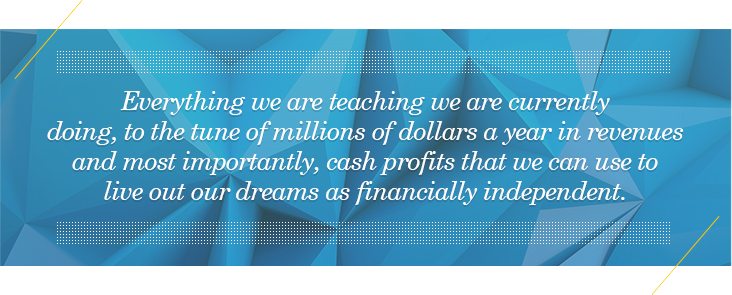 Everything we are teaching we are currently
doing, to the tune of millions of dollars a year in revenues
and most importantly, cash profits that we can use to
live out our dreams as financially independent.